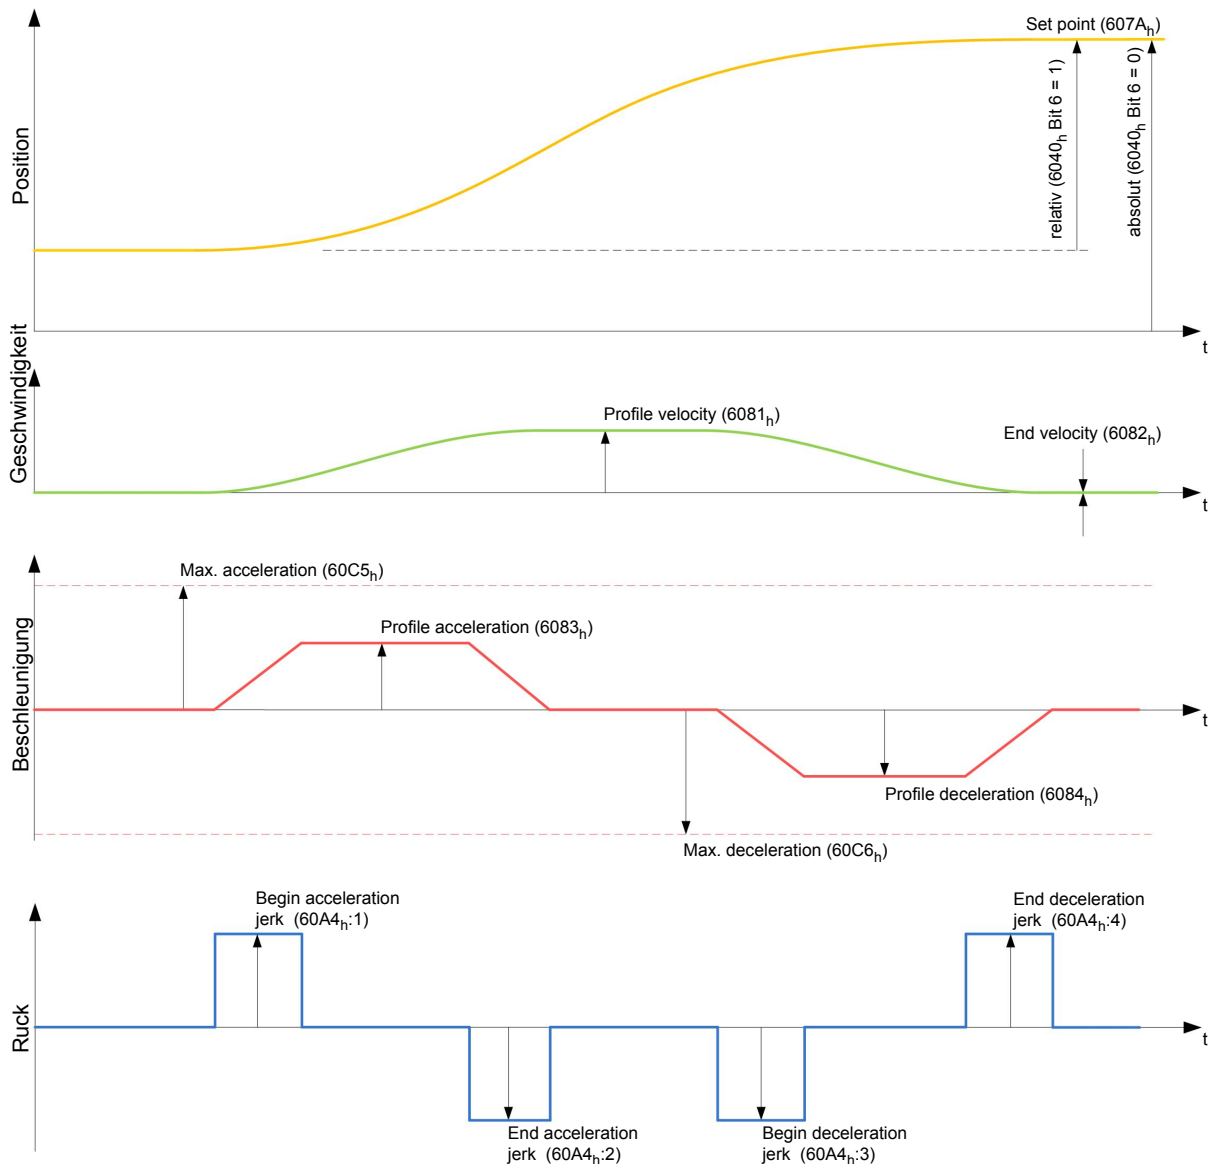 Set point (607Ah)
Position
relativ (6040h Bit 6 = 1)
absolut (6040h Bit 6 = 0)
t
Geschwindigkeit
Profile velocity (6081h)
End velocity (6082h)
t
Beschleunigung
Max. acceleration (60C5h)
Profile acceleration (6083h)
t
Profile deceleration (6084h)
Max. deceleration (60C6h)
Ruck
Begin acceleration
jerk (60A4h:1)
End deceleration
jerk (60A4h:4)
t
End acceleration
jerk (60A4h:2)
Begin deceleration
jerk (60A4h:3)